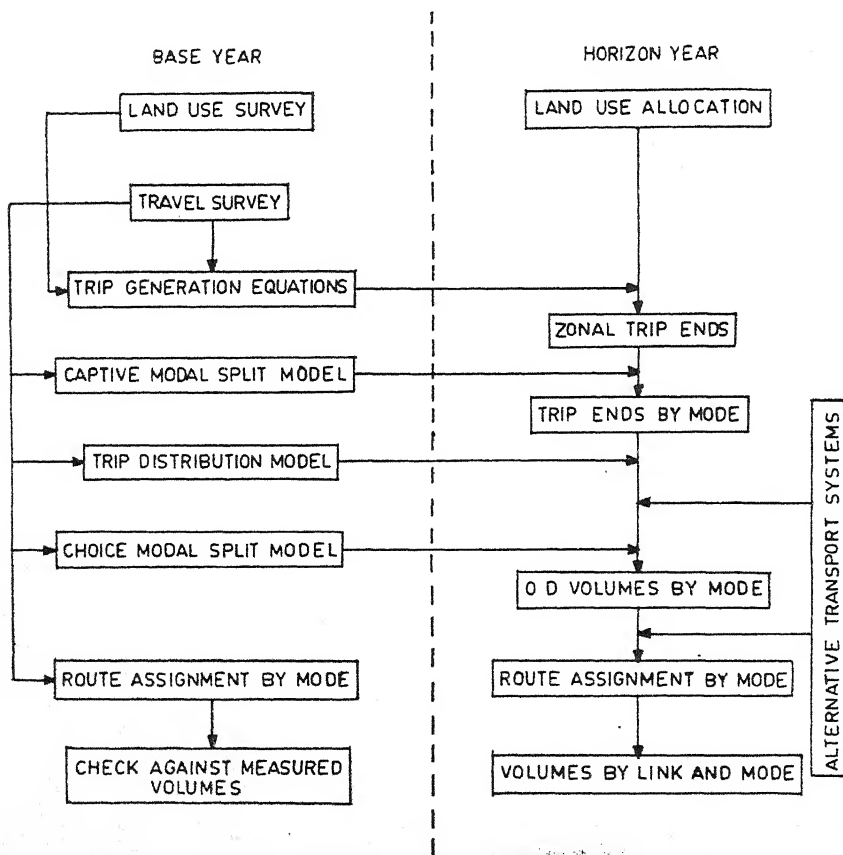 BASE YEAR
LAND USE SURVEY
TRAVEL SURVEY
TRIP GENERATION EQUATIONS
CAPTIVE MODAL SPLIT MODEL
TRIP DISTRIBUTION MODEL
CHOICE MODAL SPLIT MODEL
ROUTE ASSIGNMENT BY MODE
CHECK AGAINST MEASURED
VOLUMES
HORIZON YEAR
LAND USE ALLOCATION
ZONAL TRIP ENDS
TRIP ENDS BY MODE
O D VOLUMES BY MODE
ROUTE ASSIGNMENT BY MODE
VOLUMES BY LINK AND MODE
ALTERNATIVE TRANSPORT SYSTEMS